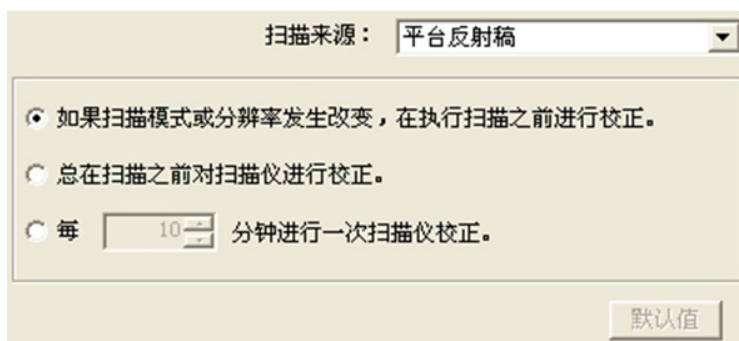 扫描来源： 平台反射稿
如果扫描模式或分辨率发生改变，在执行扫描之前进行校正。
总在扫描之前对扫描仪进行校正。
每 10 分钟进行一次扫描仪校正。
默认值